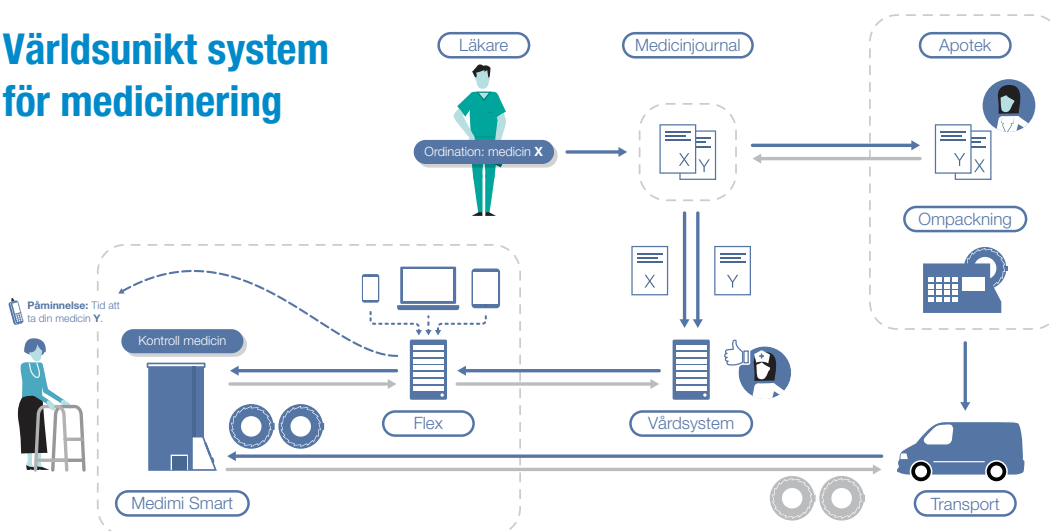 Världsunikt system
för medicinering
Läkare
Medicinjournal
Apotek
Ordination: medicin X
X
Y
Y
X
Ompackning
X
Y
Påminnelse: Tid att
ta din medicin Y.
Kontroll medicin
Flex
Vårdsystem
Medimi Smart
Transport